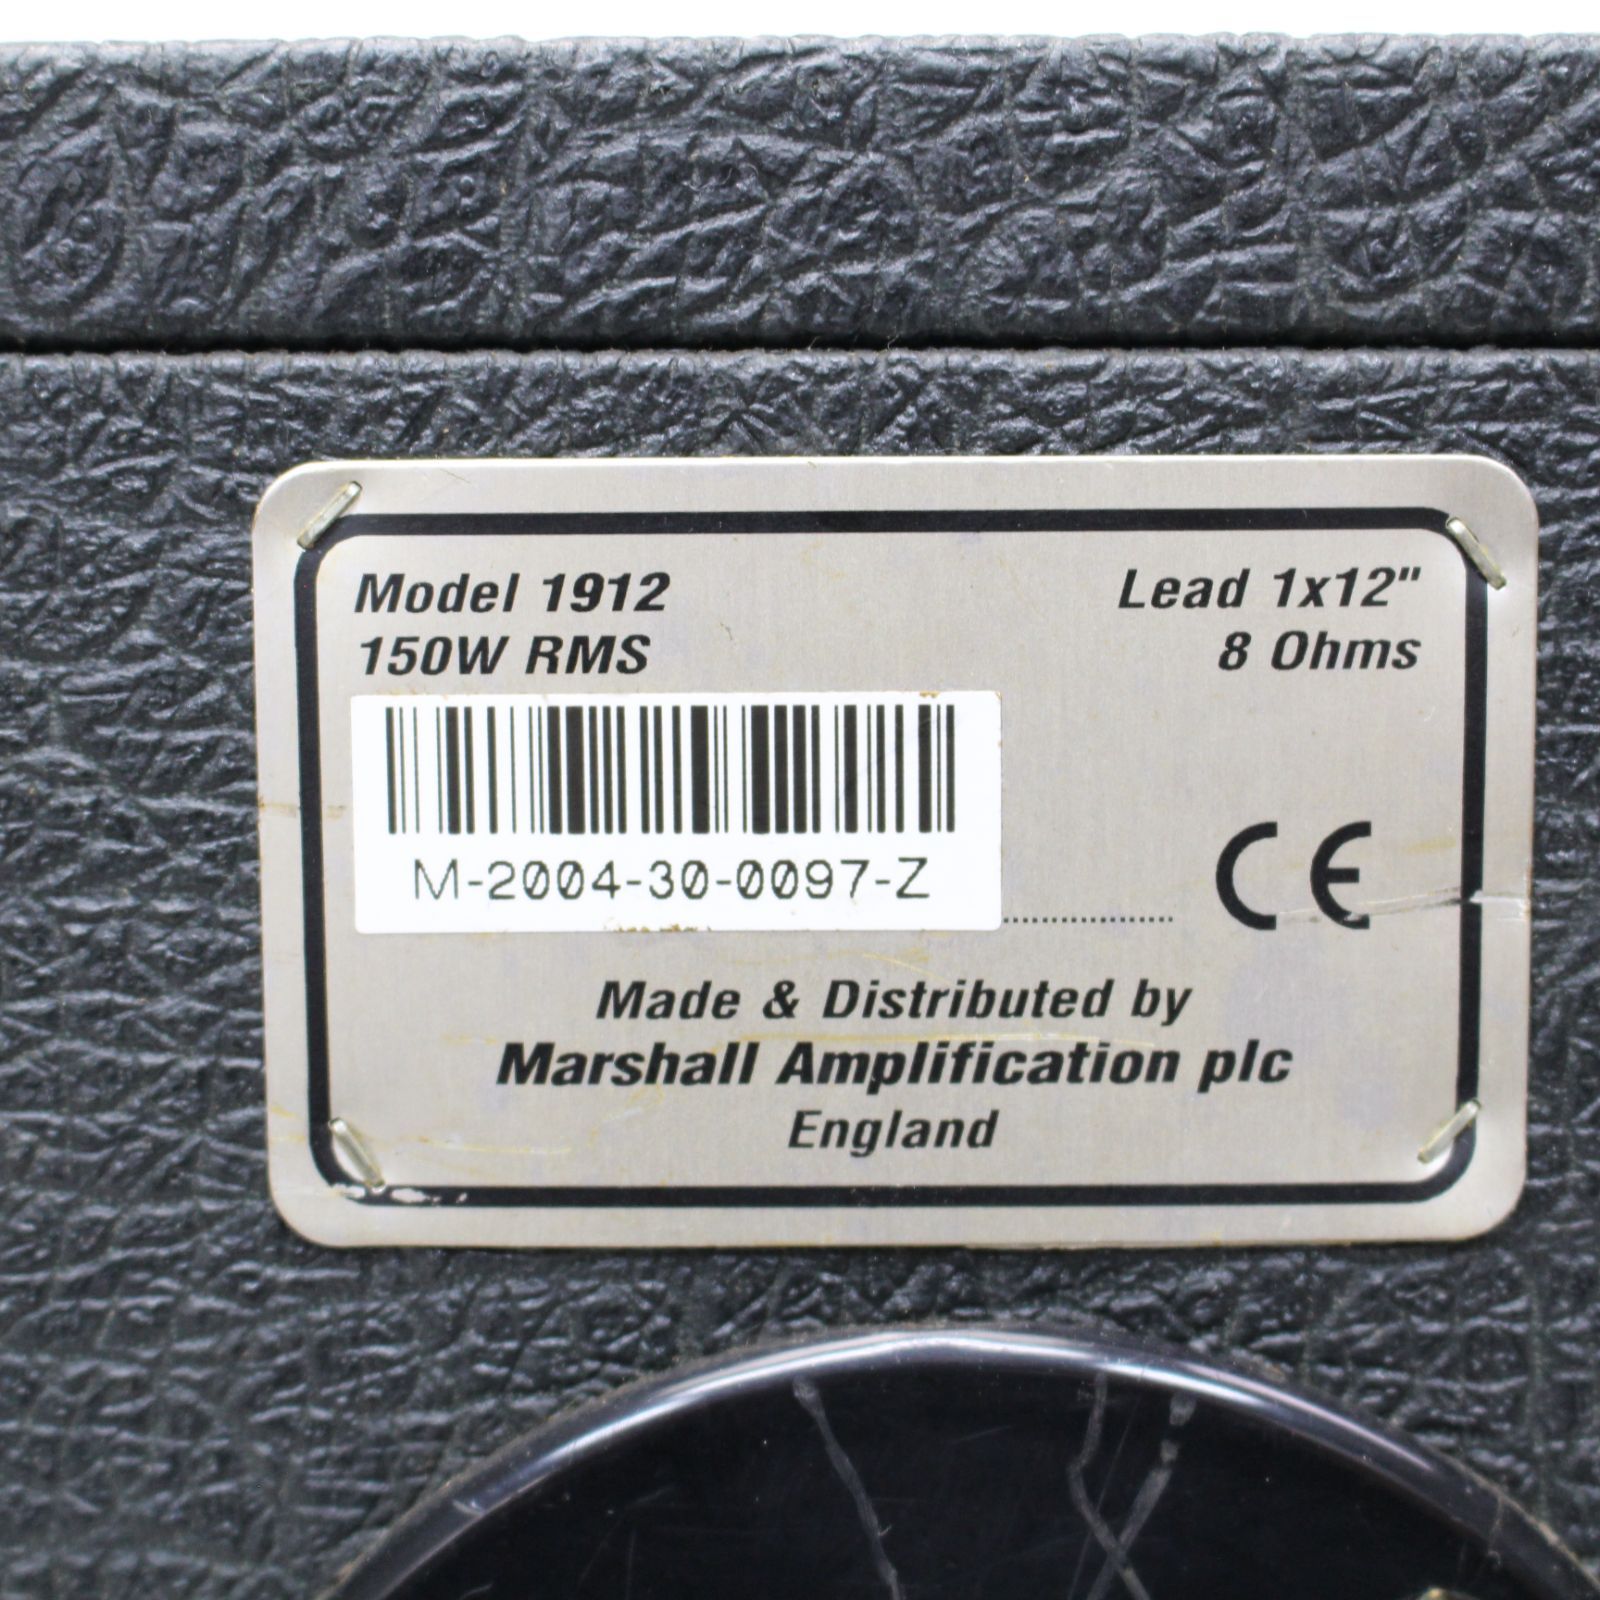 Model 1912 Lead 1x12"
150W RMS 8 Ohms
M-2004-30-0097-Z
CE
Made & Distributed by
Marshall Amplification plc
England